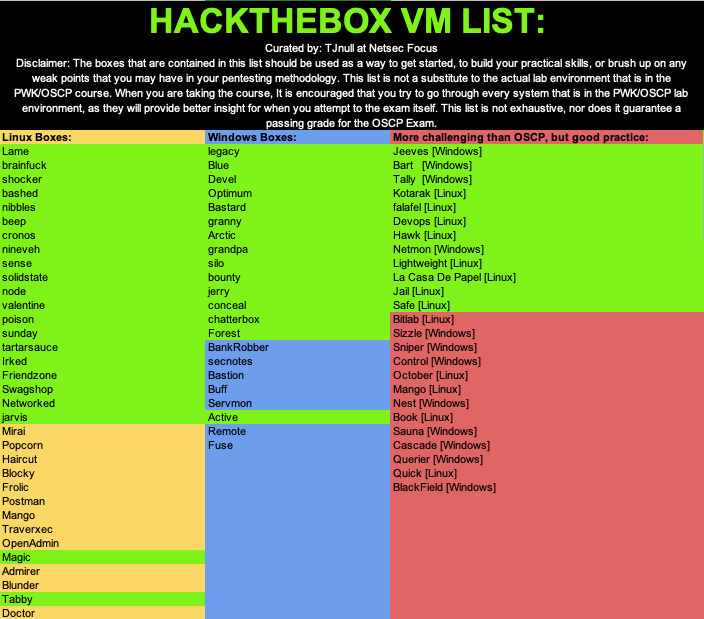 HACKTHEBOX VM LIST:
Curated by: TJnull at Netsec Focus
Disclaimer: The boxes that are contained in this list should be used as a way to get started, to build your practical skills, or brush up on any
weak points that you may have in your pentesting methodology. This list is not a substitute to the actual lab environment that is in the
PWK/OSCP course. When you are taking the course, It is encouraged that you try to go through every system that is in the PWK/OSCP lab
environment, as they will provide better insight for when you attempt to the exam itself. This list is not exhaustive, nor does it guarantee a
passing grade for the OSCP Exam.
Linux Boxes:
Lame
brainfuck
shocker
bashed
nibbles
beep
cronos
nineveh
sense
solidstate
node
valentine
poison
sunday
tartarsauce
Irked
Friendzone
Swagshop
Networked
jarvis
Mirai
Popcorn
Haircut
Blocky
Frolic
Postman
Mango
Traverxec
OpenAdmin
Magic
Admirer
Blunder
Tabby
Doctor
Windows Boxes:
legacy
Blue
Devel
Optimum
Bastard
granny
Arctic
grandpa
silo
bounty
jerry
conceal
chatterbox
Forest
BankRobber
secnotes
Bastion
Buff
Servmon
Active
Remote
Fuse
More challenging than OSCP, but good practice:
Jeeves [Windows]
Bart [Windows]
Tally [Windows]
Kotarak [Linux]
falafel [Linux]
Devops [Linux]
Hawk [Linux]
Netmon [Windows]
Lightweight [Linux]
La Casa De Papel [Linux]
Jail [Linux]
Safe [Linux]
Bitlab [Linux]
Sizzle [Windows]
Sniper [Windows]
Control [Windows]
October [Linux]
Mango [Linux]
Nest [Windows]
Book [Linux]
Sauna [Windows]
Cascade [Windows]
Querier [Windows]
Quick [Linux]
BlackField [Windows]